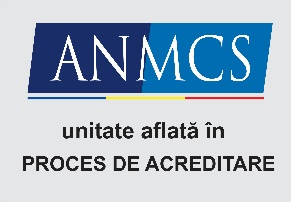 ANMCS
unitate aflată în
PROCES DE ACREDITARE